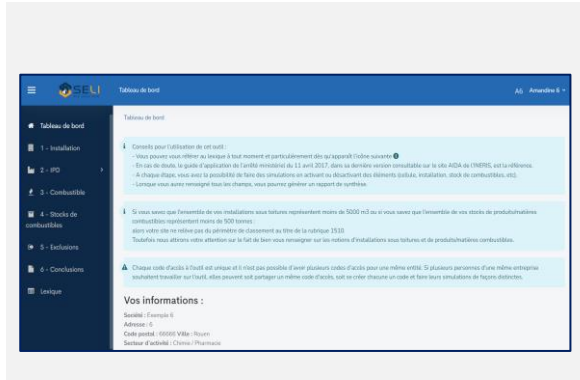 SELI
Tableau de bord
A6 Amandine 6
Tableau de bord
1 - Installation
2 - IPD
3 - Combustible
4 - Stocks de
combustibles
5 - Exclusions
6 - Conclusions
Lexique
Tableau de bord
Conseils pour l'utilisation de cet outil :
- Vous pouvez vous référer au lexique à tout moment et particulièrement dès qu'apparaît l'icône suivante
- En cas de doute, le guide d'application de l'arrêté ministériel du 11 avril 2017, dans sa dernière version consultable sur le site AIDA de l'INERIS, est la référence.
- A chaque étape, vous avez la possibilité de faire des simulations en activant ou désactivant des éléments (cellule, installation, stock de combustibles, etc).
- Lorsque vous aurez renseigné tous les champs, vous pourrez générer un rapport de synthèse.
Si vous savez que l'ensemble de vos installations sous toitures représentent moins de 5000 m3 ou si vous savez que l'ensemble de vos stocks de produits/matières
combustibles représentent moins de 500 tonnes :
alors votre site ne relève pas du périmètre de classement au titre de la rubrique 1510
Toutefois nous attirons votre attention sur le fait de bien vous renseigner sur les notions d'installations sous toitures et de produits/matières combustibles.
Chaque code d'accès à l'outil est unique et il n'est pas possible d'avoir plusieurs codes d'accès pour une même entité. Si plusieurs personnes d'une même entreprise
souhaitent travailler sur l'outil, elles peuvent soit partager un même code d'accès, soit se créer chacune un code et faire leurs simulations de façons distinctes.
Vos informations :
Société : Exemple 6
Adresse : 6
Code postal : 66666 Ville : Rouen
Secteur d'activité : Chimie / Pharmacie